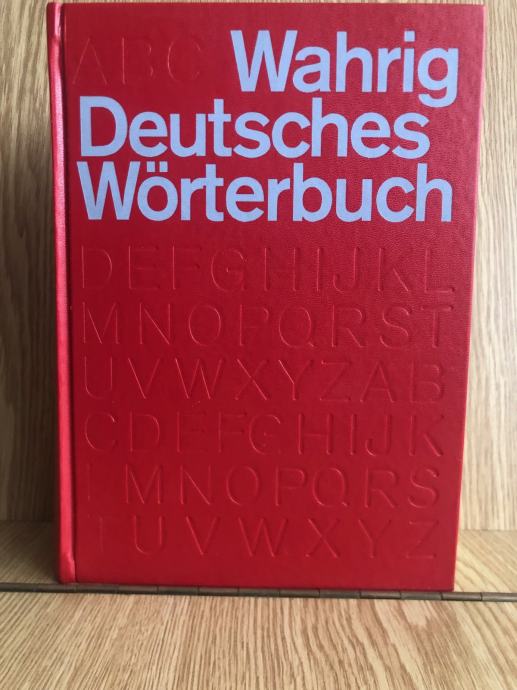 ABC Wahrig
Deutsches
Wörterbuch
DEFGHIJKL
MNOPQRST
UVWXYZAB
CDEFGHIJK
LMNOPQRS
TUVWXYZ